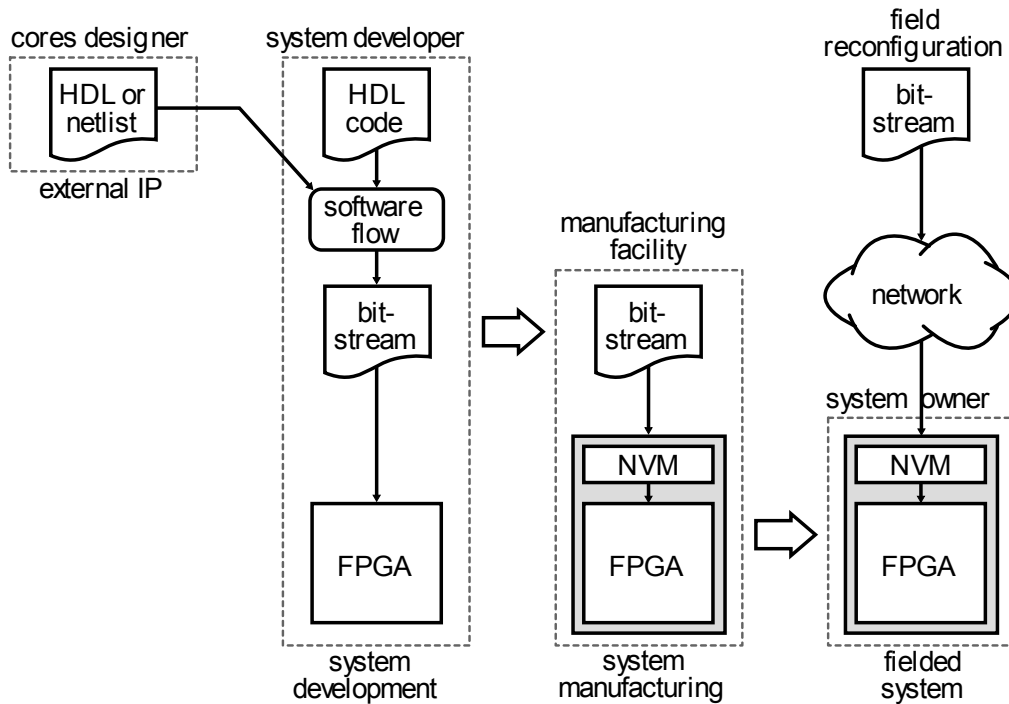 cores designer
HDL or
netlist
external IP
system developer
HDL
code
software
flow
bit-
stream
FPGA
system
development
manufacturing
facility
bit-
stream
NVM
FPGA
system
manufacturing
field
reconfiguration
bit-
stream
network
system owner
NVM
FPGA
fielded
system